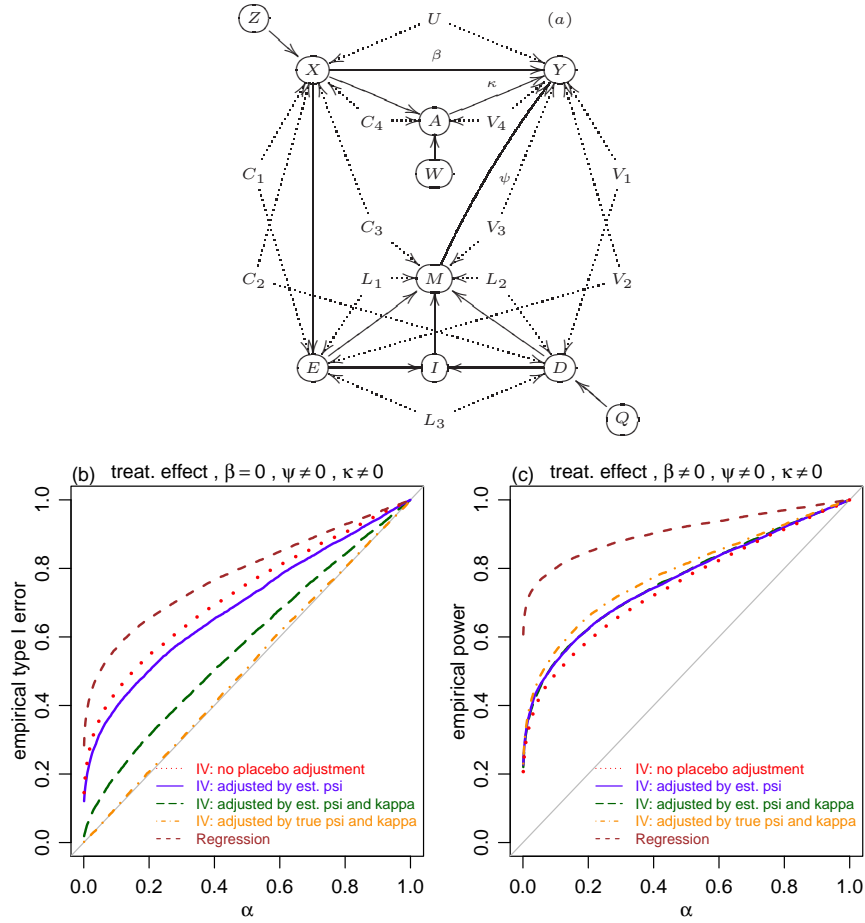 Z
U
(a)
X
β
Y
κ
C₄
A
V₄
W
C₁
ψ
V₁
C₃
V₃
C₂
L₁
M
L₂
V₂
E
I
D
L₃
Q
(b) treat. effect , β = 0 , ψ ≠ 0 , κ ≠ 0
empirical type I error
0.0 0.2 0.4 0.6 0.8 1.0
IV: no placebo adjustment
IV: adjusted by est. psi
IV: adjusted by est. psi and kappa
IV: adjusted by true psi and kappa
Regression
0.0 0.2 0.4 0.6 0.8 1.0
α
(c) treat. effect , β ≠ 0 , ψ ≠ 0 , κ ≠ 0
empirical power
0.0 0.2 0.4 0.6 0.8 1.0
IV: no placebo adjustment
IV: adjusted by est. psi
IV: adjusted by est. psi and kappa
IV: adjusted by true psi and kappa
Regression
0.0 0.2 0.4 0.6 0.8 1.0
α